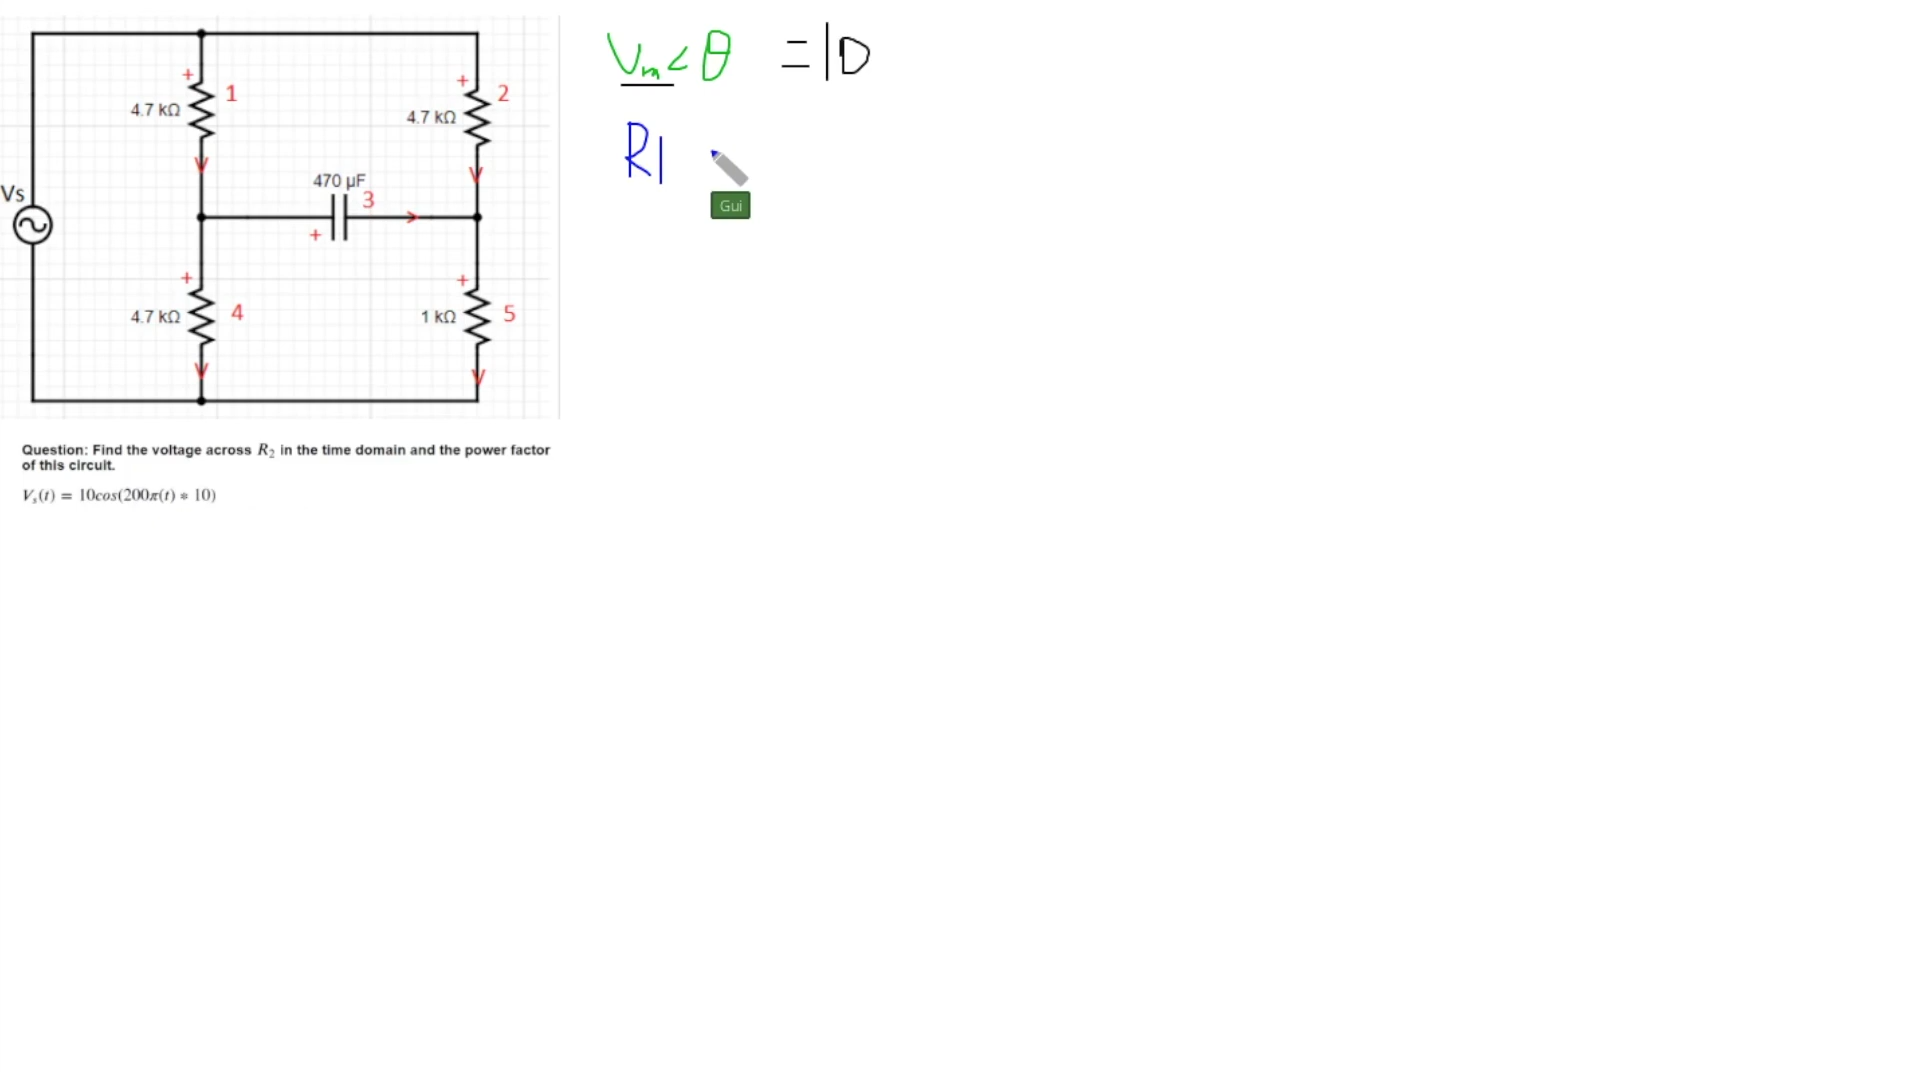 Vm<θ = 10
+ 1
4.7 kΩ
+ 2
4.7 kΩ
R1
Gui
470 μF
3
+
Vs
+
4.7 kΩ
4
+
1 kΩ
5
Question: Find the voltage across R₂ in the time domain and the power factor
of this circuit.
Vₛ(t) = 10cos(200π(t) * 10)